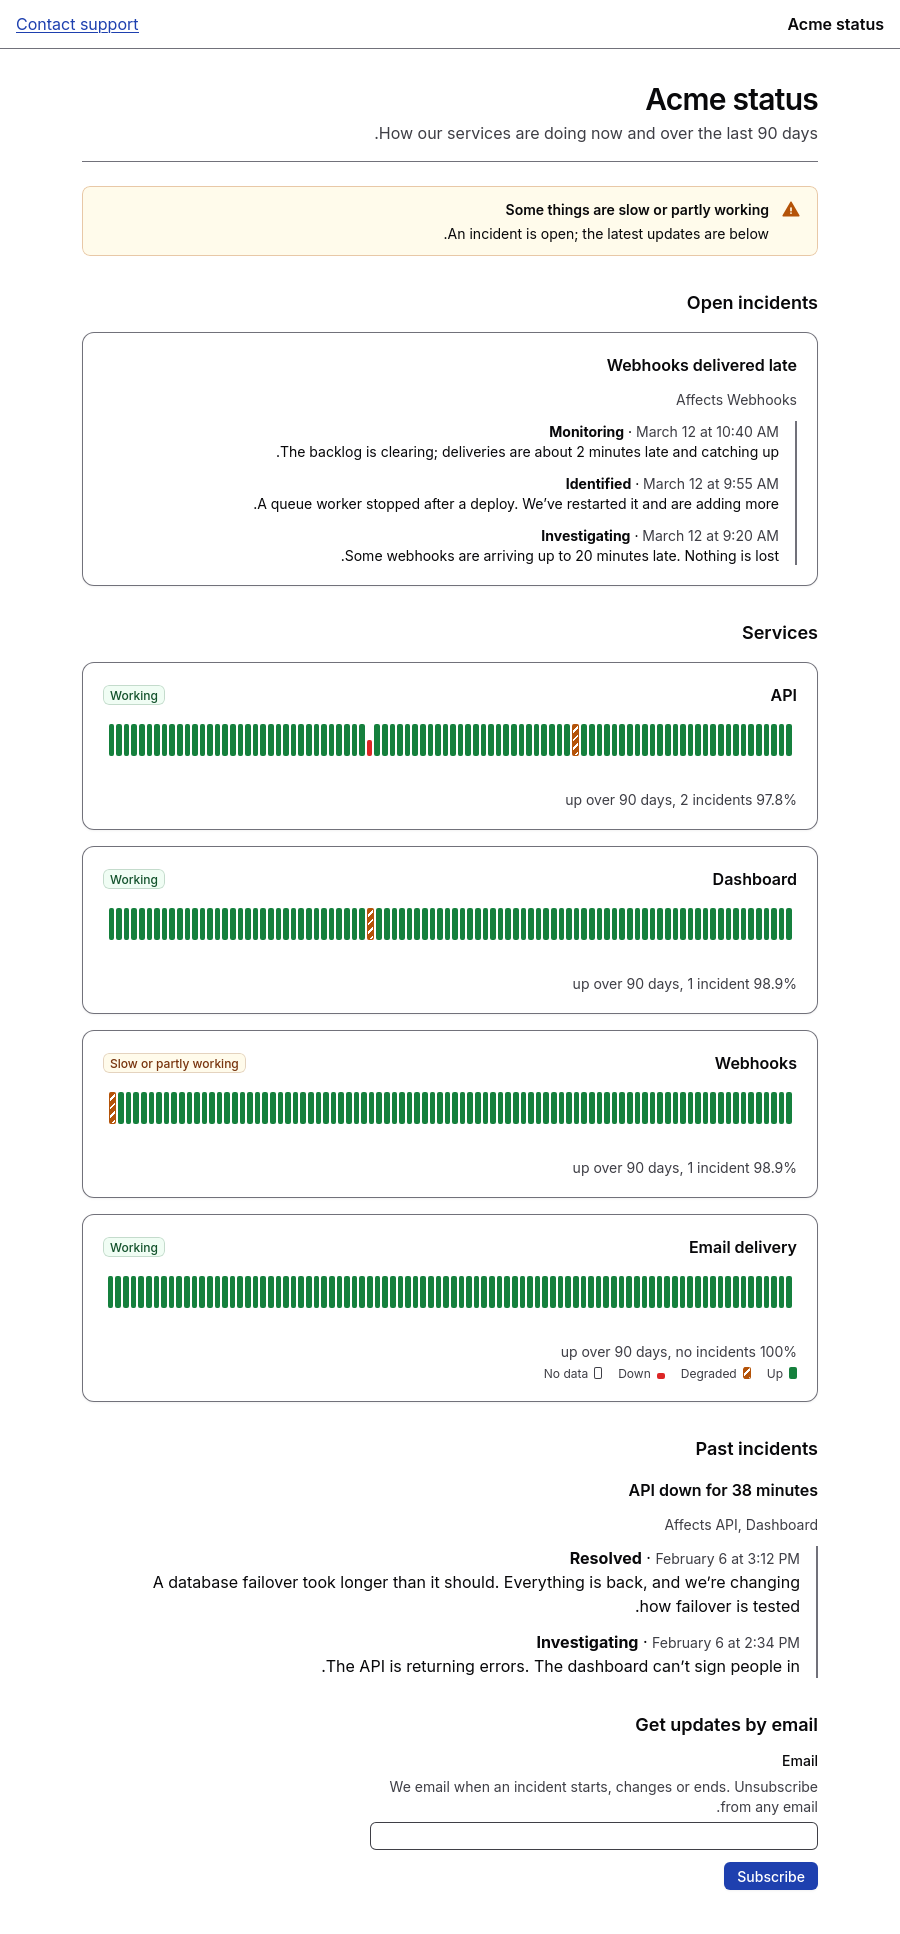 Contact support
Acme status
Acme status
.How our services are doing now and over the last 90 days
Some things are slow or partly working
.An incident is open; the latest updates are below
Open incidents
Webhooks delivered late
Affects Webhooks
Monitoring · March 12 at 10:40 AM
.The backlog is clearing; deliveries are about 2 minutes late and catching up
Identified · March 12 at 9:55 AM
.A queue worker stopped after a deploy. We’ve restarted it and are adding more
Investigating · March 12 at 9:20 AM
.Some webhooks are arriving up to 20 minutes late. Nothing is lost
Services
API
Working
up over 90 days, 2 incidents 97.8%
Dashboard
Working
up over 90 days, 1 incident 98.9%
Webhooks
Slow or partly working
up over 90 days, 1 incident 98.9%
Email delivery
Working
up over 90 days, no incidents 100%
No data Down Degraded Up
Past incidents
API down for 38 minutes
Affects API, Dashboard
Resolved · February 6 at 3:12 PM
A database failover took longer than it should. Everything is back, and we’re changing
.how failover is tested
Investigating · February 6 at 2:34 PM
.The API is returning errors. The dashboard can’t sign people in
Get updates by email
Email
We email when an incident starts, changes or ends. Unsubscribe
.from any email
Subscribe